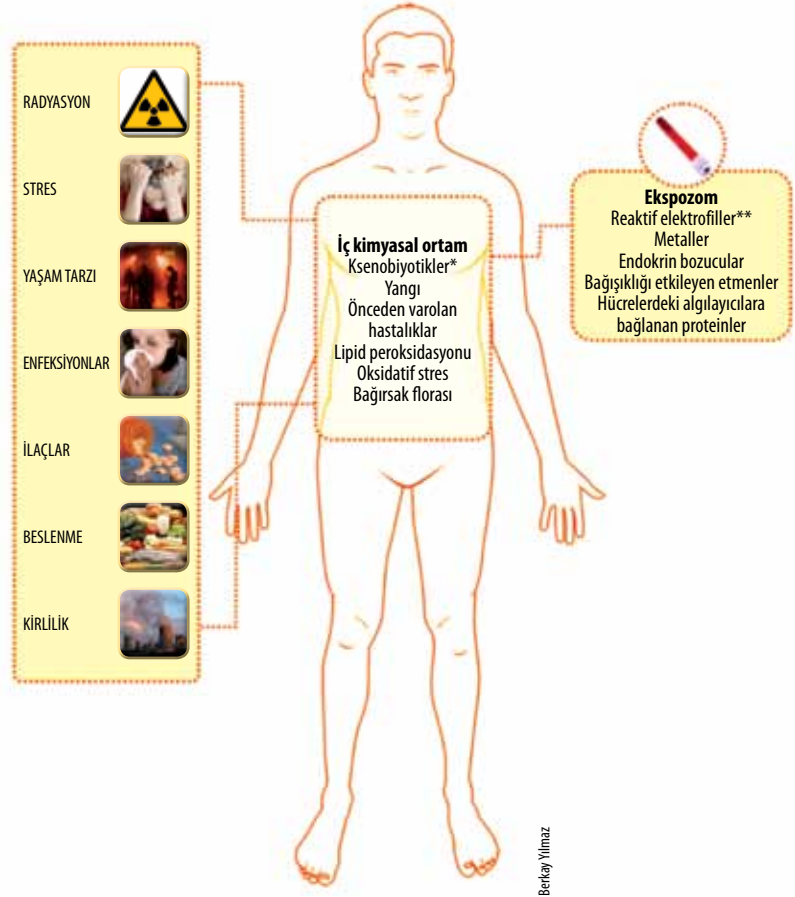 RADYASYON
STRES
YAŞAM TARZI
ENFEKSİYONLAR
İLAÇLAR
BESLENME
KİRLİLİK
İç kimyasal ortam
Ksenobiyotikler*
Yangı
Önceden varolan
hastalıklar
Lipid peroksidasyonu
Oksidatif stres
Bağırsak florası
Ekspozom
Reaktif elektrofiller**
Metaller
Endokrin bozucular
Bağışıklığı etkileyen etmenler
Hücrelerdeki algılayıcılara
bağlanan proteinler
Berkay Yılmaz